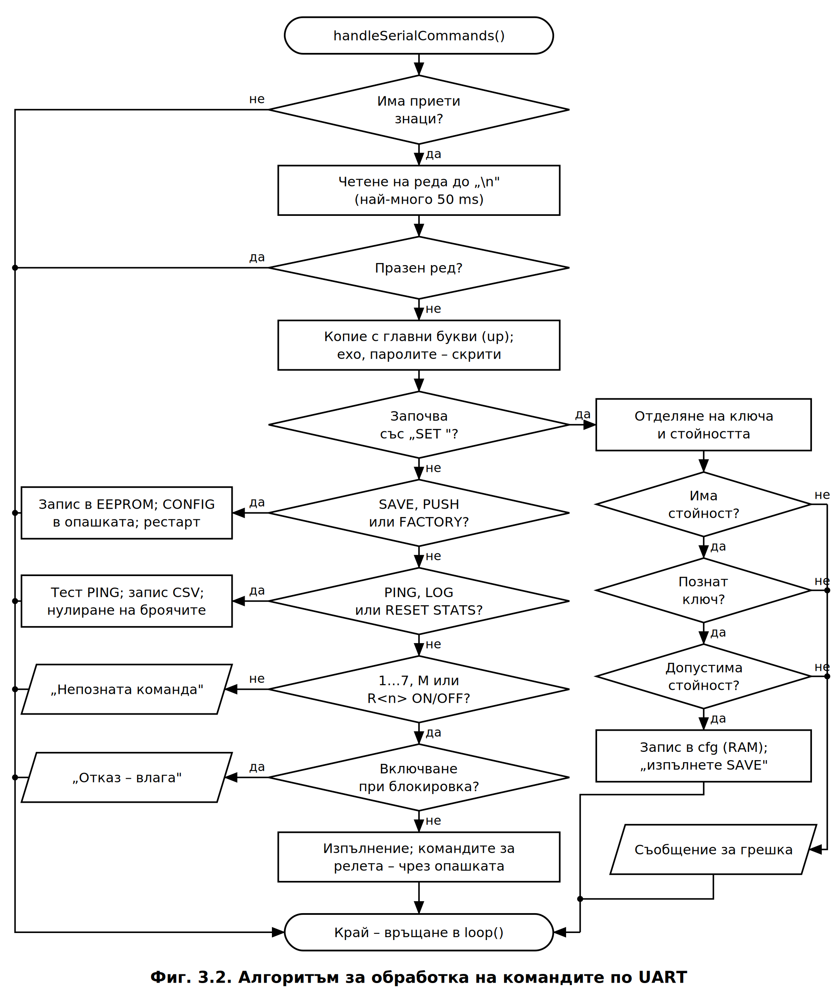 handleSerialCommands()
Има приети
знаци?
не
да
Четене на реда до „\n"
(най-много 50 ms)
Празен ред?
да
не
Копие с главни букви (up);
ехо, паролите – скрити
Започва
със „SET "?
да
не
Отделяне на ключа
и стойността
SAVE, PUSH
или FACTORY?
да
не
Запис в EEPROM; CONFIG
в опашката; рестарт
Има
стойност?
не
да
PING, LOG
или RESET STATS?
да
не
Тест PING; запис CSV;
нулиране на броячите
Познат
ключ?
не
да
1...7, M или
R<n> ON/OFF?
не
да
„Непозната команда"
Допустима
стойност?
не
да
Включване
при блокировка?
да
не
„Отказ – влага"
Запис в cfg (RAM);
„изпълнете SAVE"
Изпълнение; командите за
релета – чрез опашката
Съобщение за грешка
Край – връщане в loop()
Фиг. 3.2. Алгоритъм за обработка на командите по UART